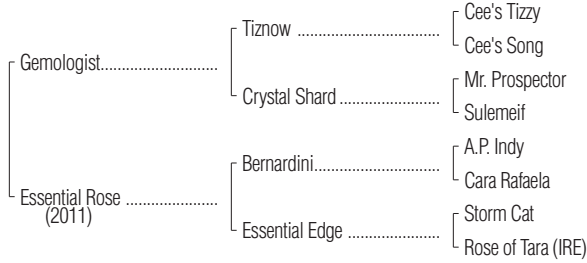 Cee's Tizzy
Tiznow ................................
Cee's Song
Gemologist...........................
Mr. Prospector
Crystal Shard ......................
Sulemeif
A.P. Indy
Bernardini............................
Cara Rafaela
Essential Rose .....................
(2011)
Storm Cat
Essential Edge ....................
Rose of Tara (IRE)